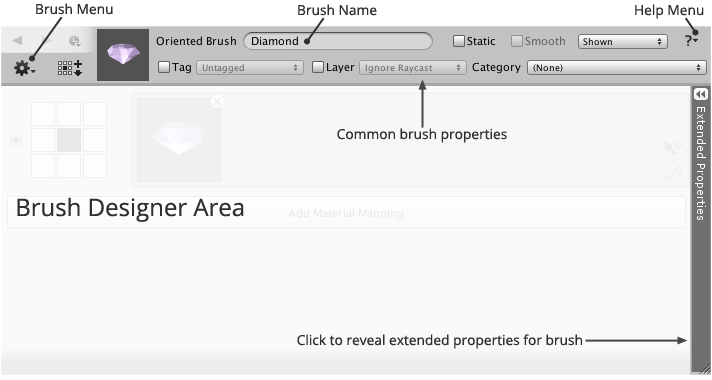 Brush Menu
Brush Name
Help Menu
Oriented Brush
Diamond
Static
Smooth
Shown
?
Tag
Untagged
Layer
Ignore Raycast
Category
(None)
Common brush properties
Extended Properties
Brush Designer Area
Add Material Mapping
Click to reveal extended properties for brush